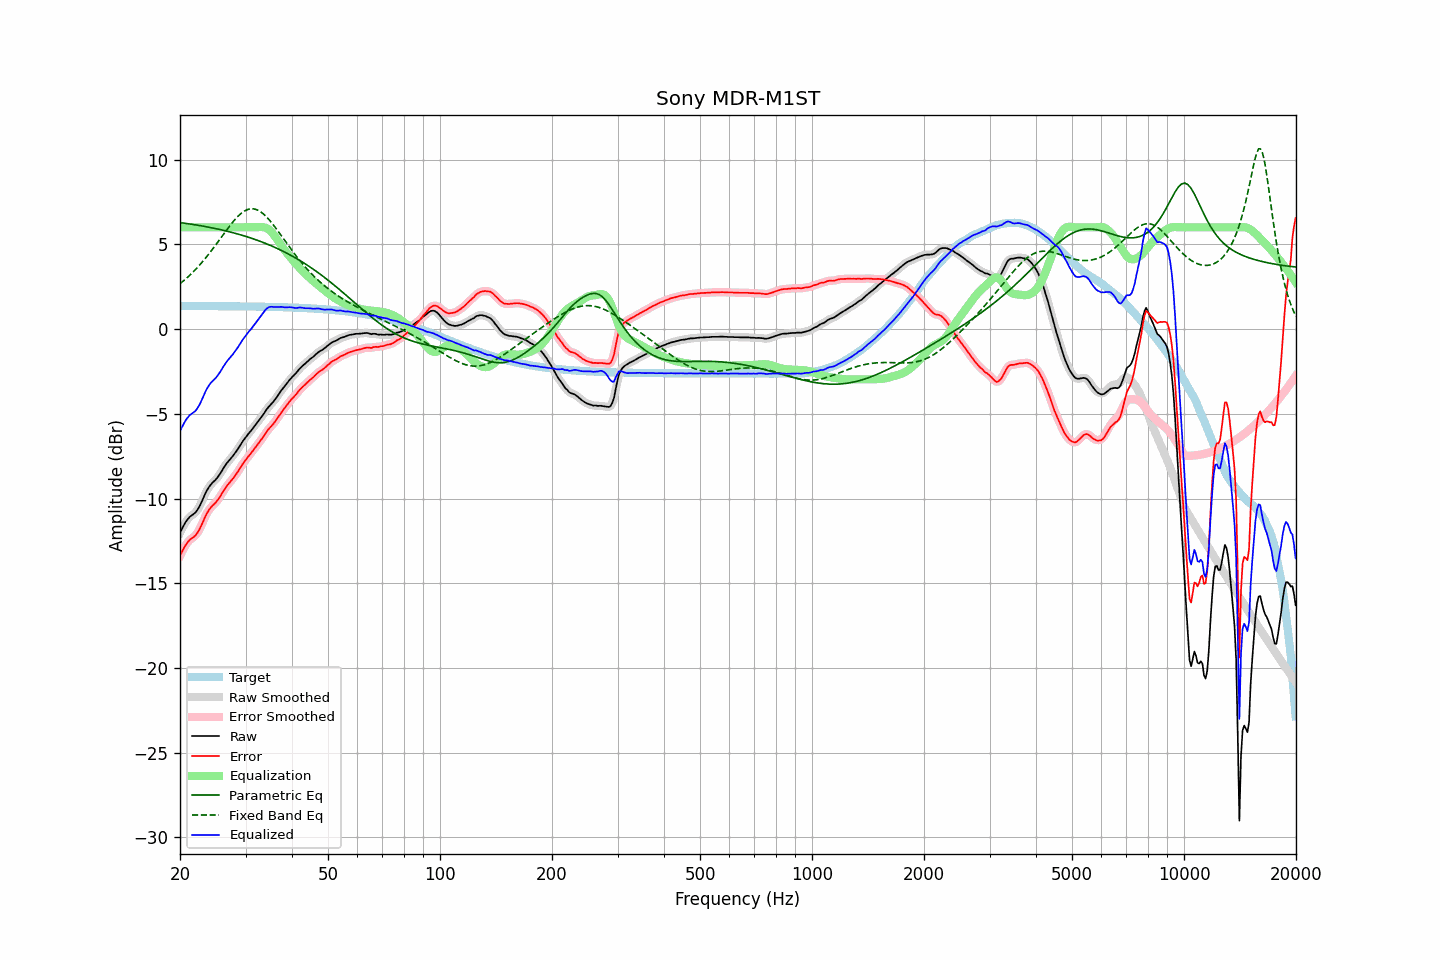 Sony MDR-M1ST
Amplitude (dBr)
10
5
0
−5
−10
−15
−20
−25
−30
Target
Raw Smoothed
Error Smoothed
Raw
Error
Equalization
Parametric Eq
Fixed Band Eq
Equalized
20 50 100 200 500 1000 2000 5000 10000 20000
Frequency (Hz)